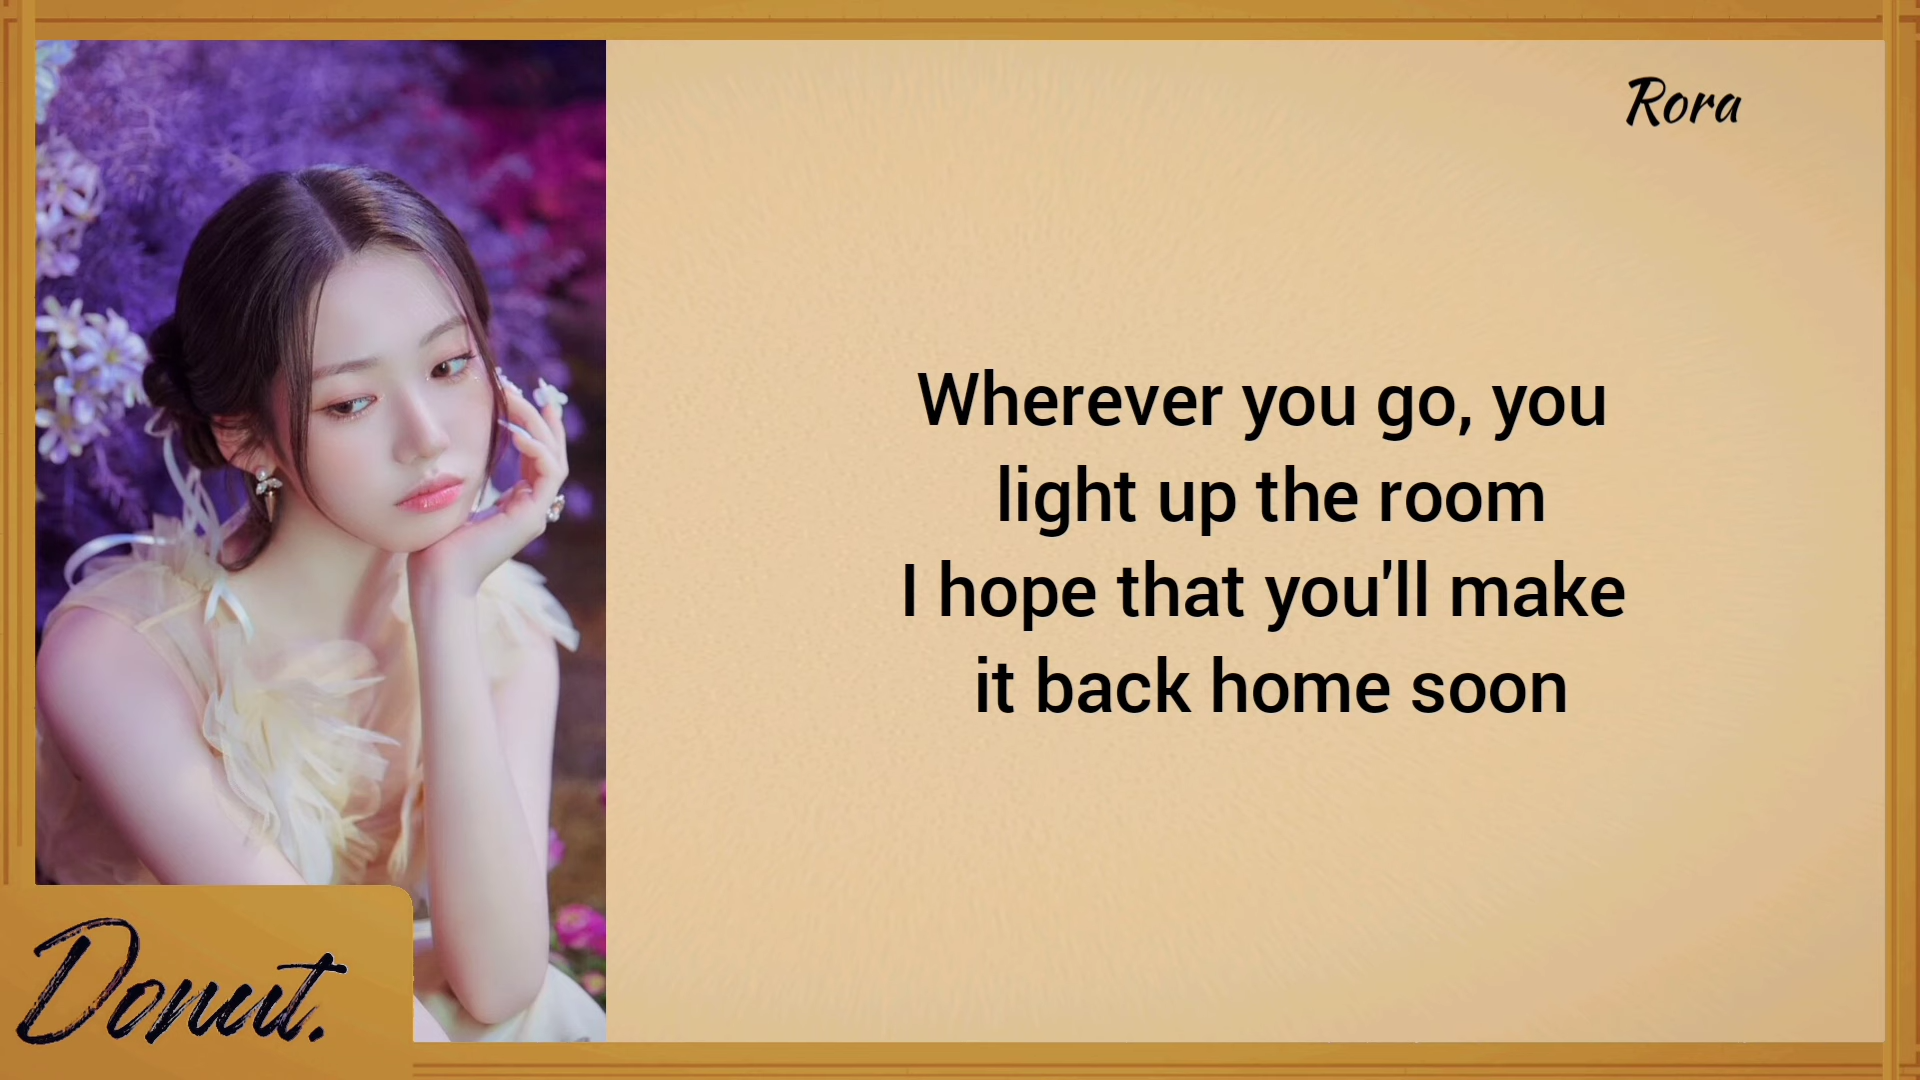 Rora
Wherever you go, you
light up the room
I hope that you'll make
it back home soon
Donut.